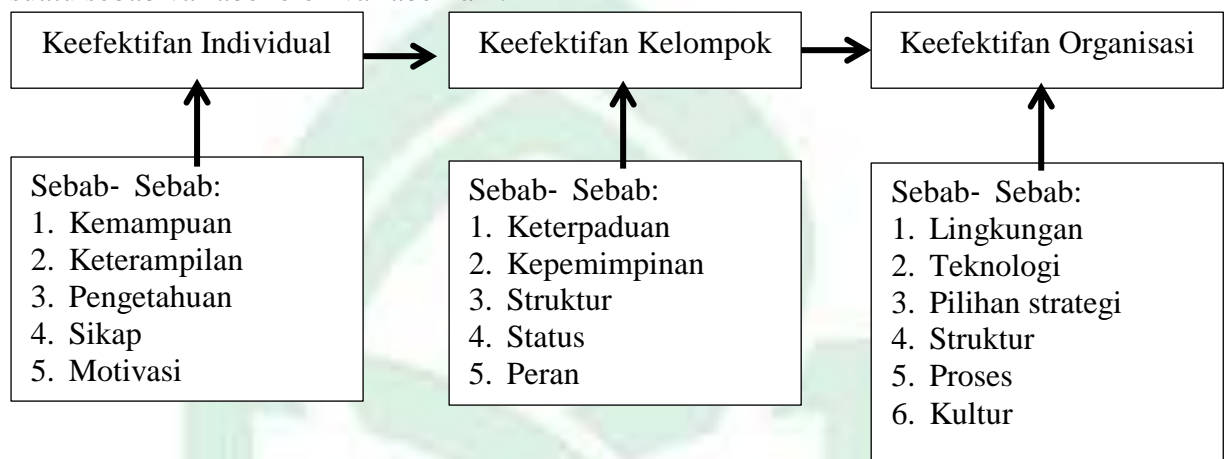 Keefektifan Individual
Keefektifan Kelompok
Keefektifan Organisasi
Sebab- Sebab:
1. Kemampuan
2. Keterampilan
3. Pengetahuan
4. Sikap
5. Motivasi
Sebab- Sebab:
1. Keterpaduan
2. Kepemimpinan
3. Struktur
4. Status
5. Peran
Sebab- Sebab:
1. Lingkungan
2. Teknologi
3. Pilihan strategi
4. Struktur
5. Proses
6. Kultur